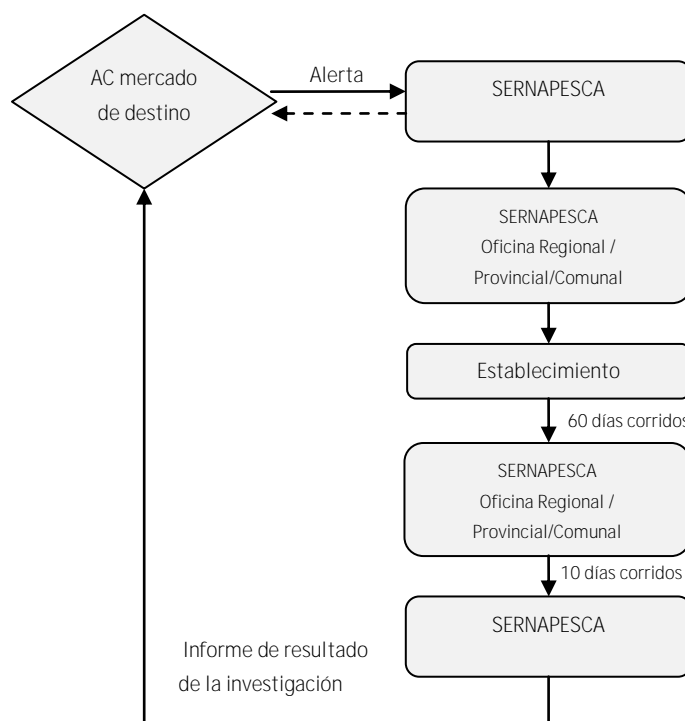 AC mercado
de destino
Alerta
SERNAPESCA
SERNAPESCA
Oficina Regional /
Provincial/Comunal
Establecimiento
60 días corridos
SERNAPESCA
Oficina Regional /
Provincial/Comunal
10 días corridos
SERNAPESCA
Informe de resultado
de la investigación